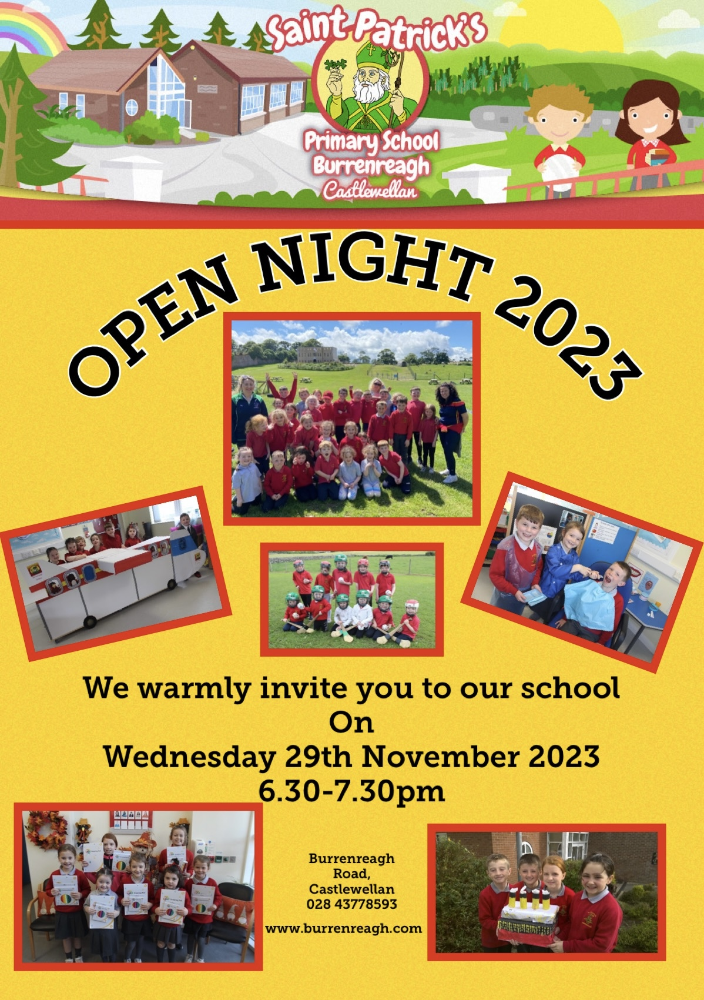 Saint Patrick's
Primary School
Burrenreagh
Castlewellan
OPEN NIGHT 2023
We warmly invite you to our school
On
Wednesday 29th November 2023
6.30-7.30pm
Burrenreagh
Road,
Castlewellan
028 43778593
www.burrenreagh.com